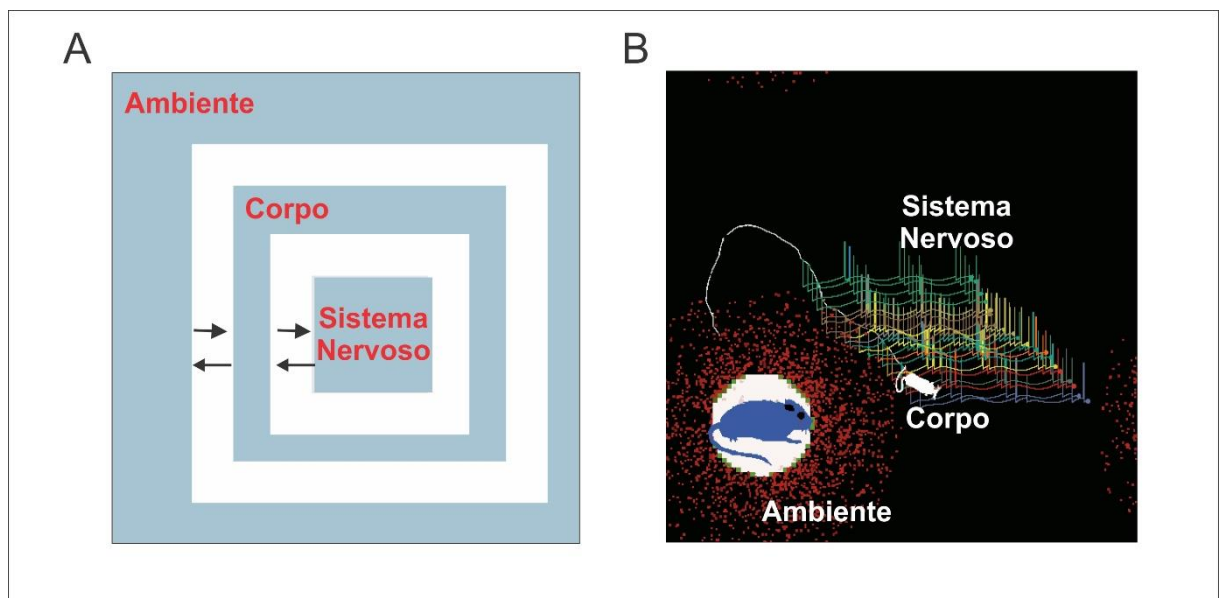 A
Ambiente
Corpo
Sistema
Nervoso
B
Sistema
Nervoso
Corpo
Ambiente